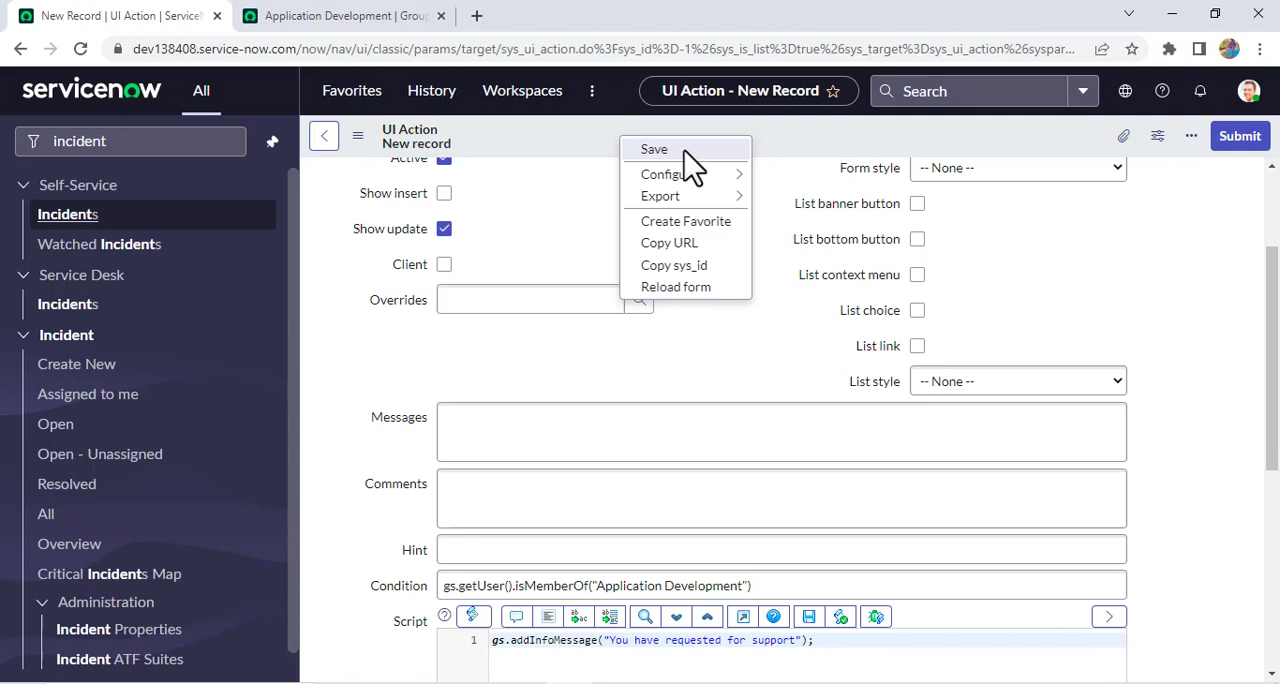 New Record | UI Action | Service
Application Development | Group
dev138408.service-now.com/now/nav/ui/classic/params/target/sys_ui_action.do%3Fsys_id%3D-1%26sys_is_list%3Dtrue%26sys_target%3Dsys_ui_action%26syspar...
servicenow
All
Favorites
History
Workspaces
UI Action - New Record
Search
incident
UI Action
New record
Submit
Self-Service
Incidents
Watched Incidents
Service Desk
Incidents
Incident
Create New
Assigned to me
Open
Open - Unassigned
Resolved
All
Overview
Critical Incidents Map
Administration
Incident Properties
Incident ATF Suites
Active
Show insert
Show update
Client
Overrides
Save
Configu
Export
Create Favorite
Copy URL
Copy sys_id
Reload form
Form style
-- None --
List banner button
List bottom button
List context menu
List choice
List link
List style
-- None --
Messages
Comments
Hint
Condition
gs.getUser().isMemberOf("Application Development")
Script
1 gs.addInfoMessage("You have requested for support");